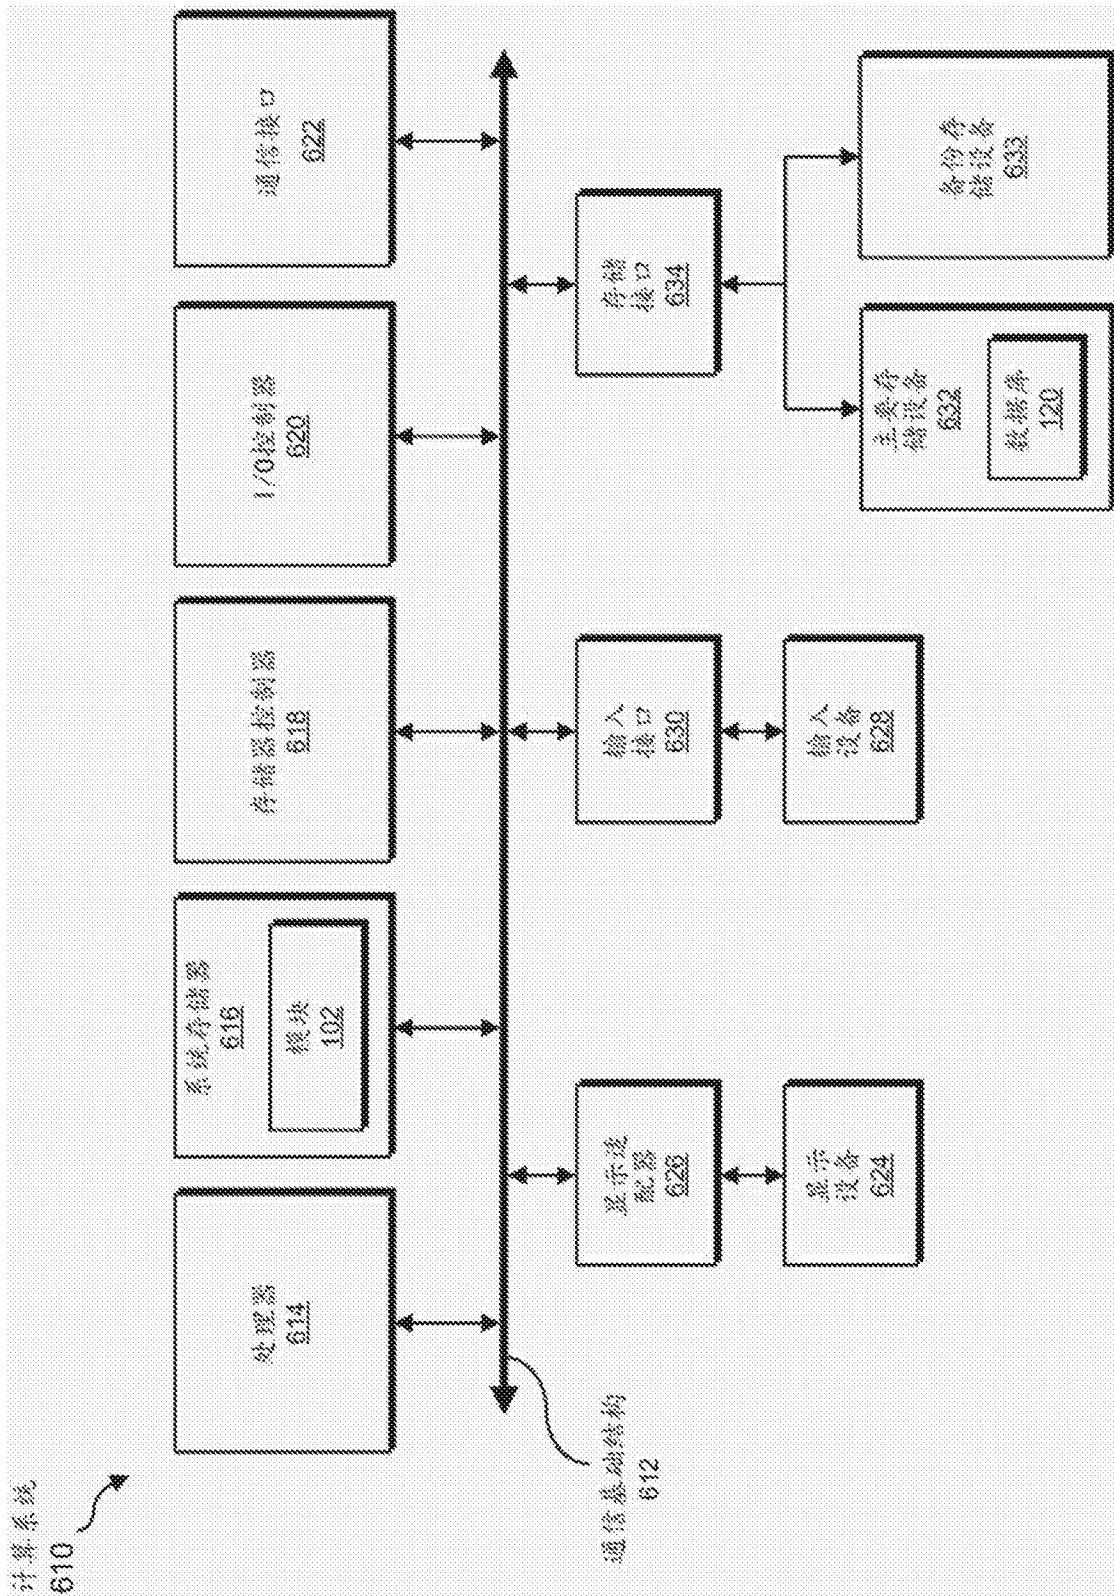 计算系统
610
处理器
614
系统存储器
616
模块
102
存储器控制器
618
I/O控制器
620
通信接口
622
通信基础结构
612
显示适
配器
626
显示
设备
624
输入
接口
630
输入
设备
628
存储
接口
634
主要存
储设备
632
数据库
120
备份存
储设备
633